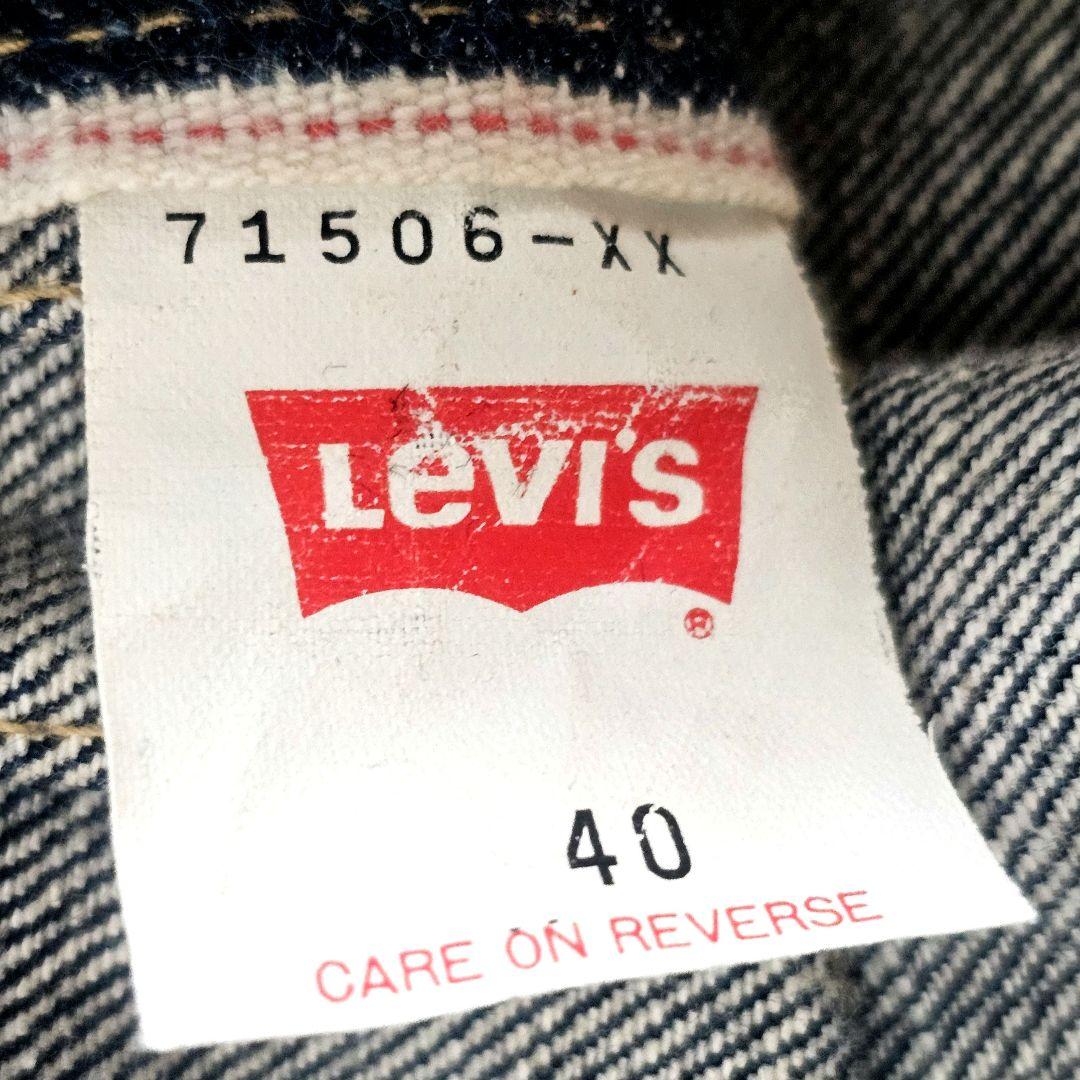 71506-XX
Levi's
®
40
CARE ON REVERSE